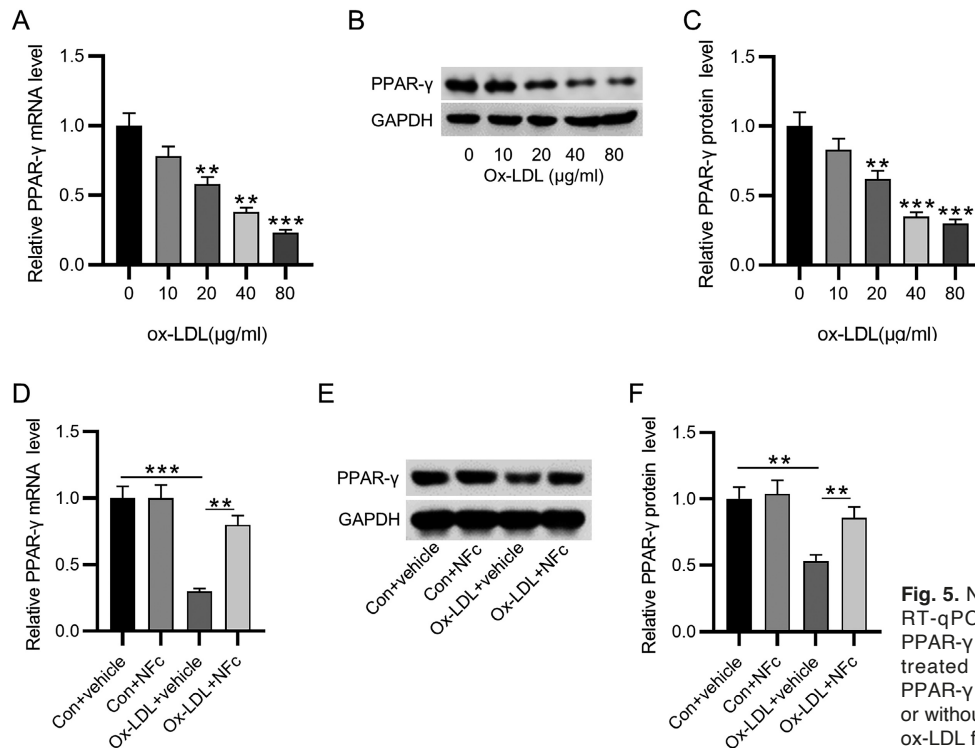 A
Relative PPAR-γ mRNA level
1.5
1.0
0.5
0.0
** ** ***
0 10 20 40 80
ox-LDL(μg/ml)
B
PPAR-γ
GAPDH
0 10 20 40 80
Ox-LDL (μg/ml)
C
Relative PPAR-γ protein level
1.5
1.0
0.5
0.0
** *** ***
0 10 20 40 80
ox-LDL(μg/ml)
D
Relative PPAR-γ mRNA level
1.5
1.0
0.5
0.0
***
**
Con+vehicle
Con+NFc
Ox-LDL+vehicle
Ox-LDL+NFc
E
PPAR-γ
GAPDH
Con+vehicle
Con+NFc
Ox-LDL+vehicle
Ox-LDL+NFc
F
Relative PPAR-γ protein level
1.5
1.0
0.5
0.0
**
**
Con+vehicle
Con+NFc
Ox-LDL+vehicle
Ox-LDL+NFc
Fig. 5. N
RT-qPC
PPAR-γ
treated
PPAR-γ
or withou
ox-LDL f